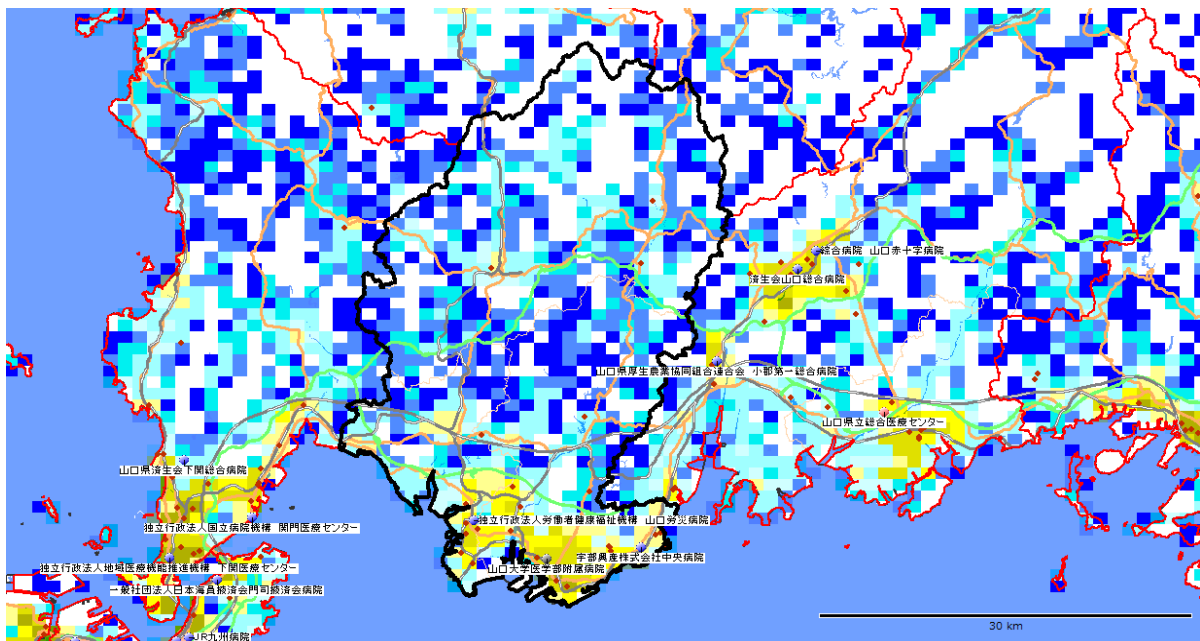 総合病院 山口赤十字病院
済生会山口総合病院
山口県厚生農業協同組合連合会 小郡第一総合病院
山口県立総合医療センター
山口県済生会下関総合病院
独立行政法人労働者健康福祉機構 山口労災病院
独立行政法人国立病院機構 関門医療センター
宇部興産株式会社中央病院
独立行政法人地域医療機能推進機構 下関医療センター
山口大学医学部附属病院
一般社団法人日本海員掖済会門司掖済会病院
30 km
JR九州病院